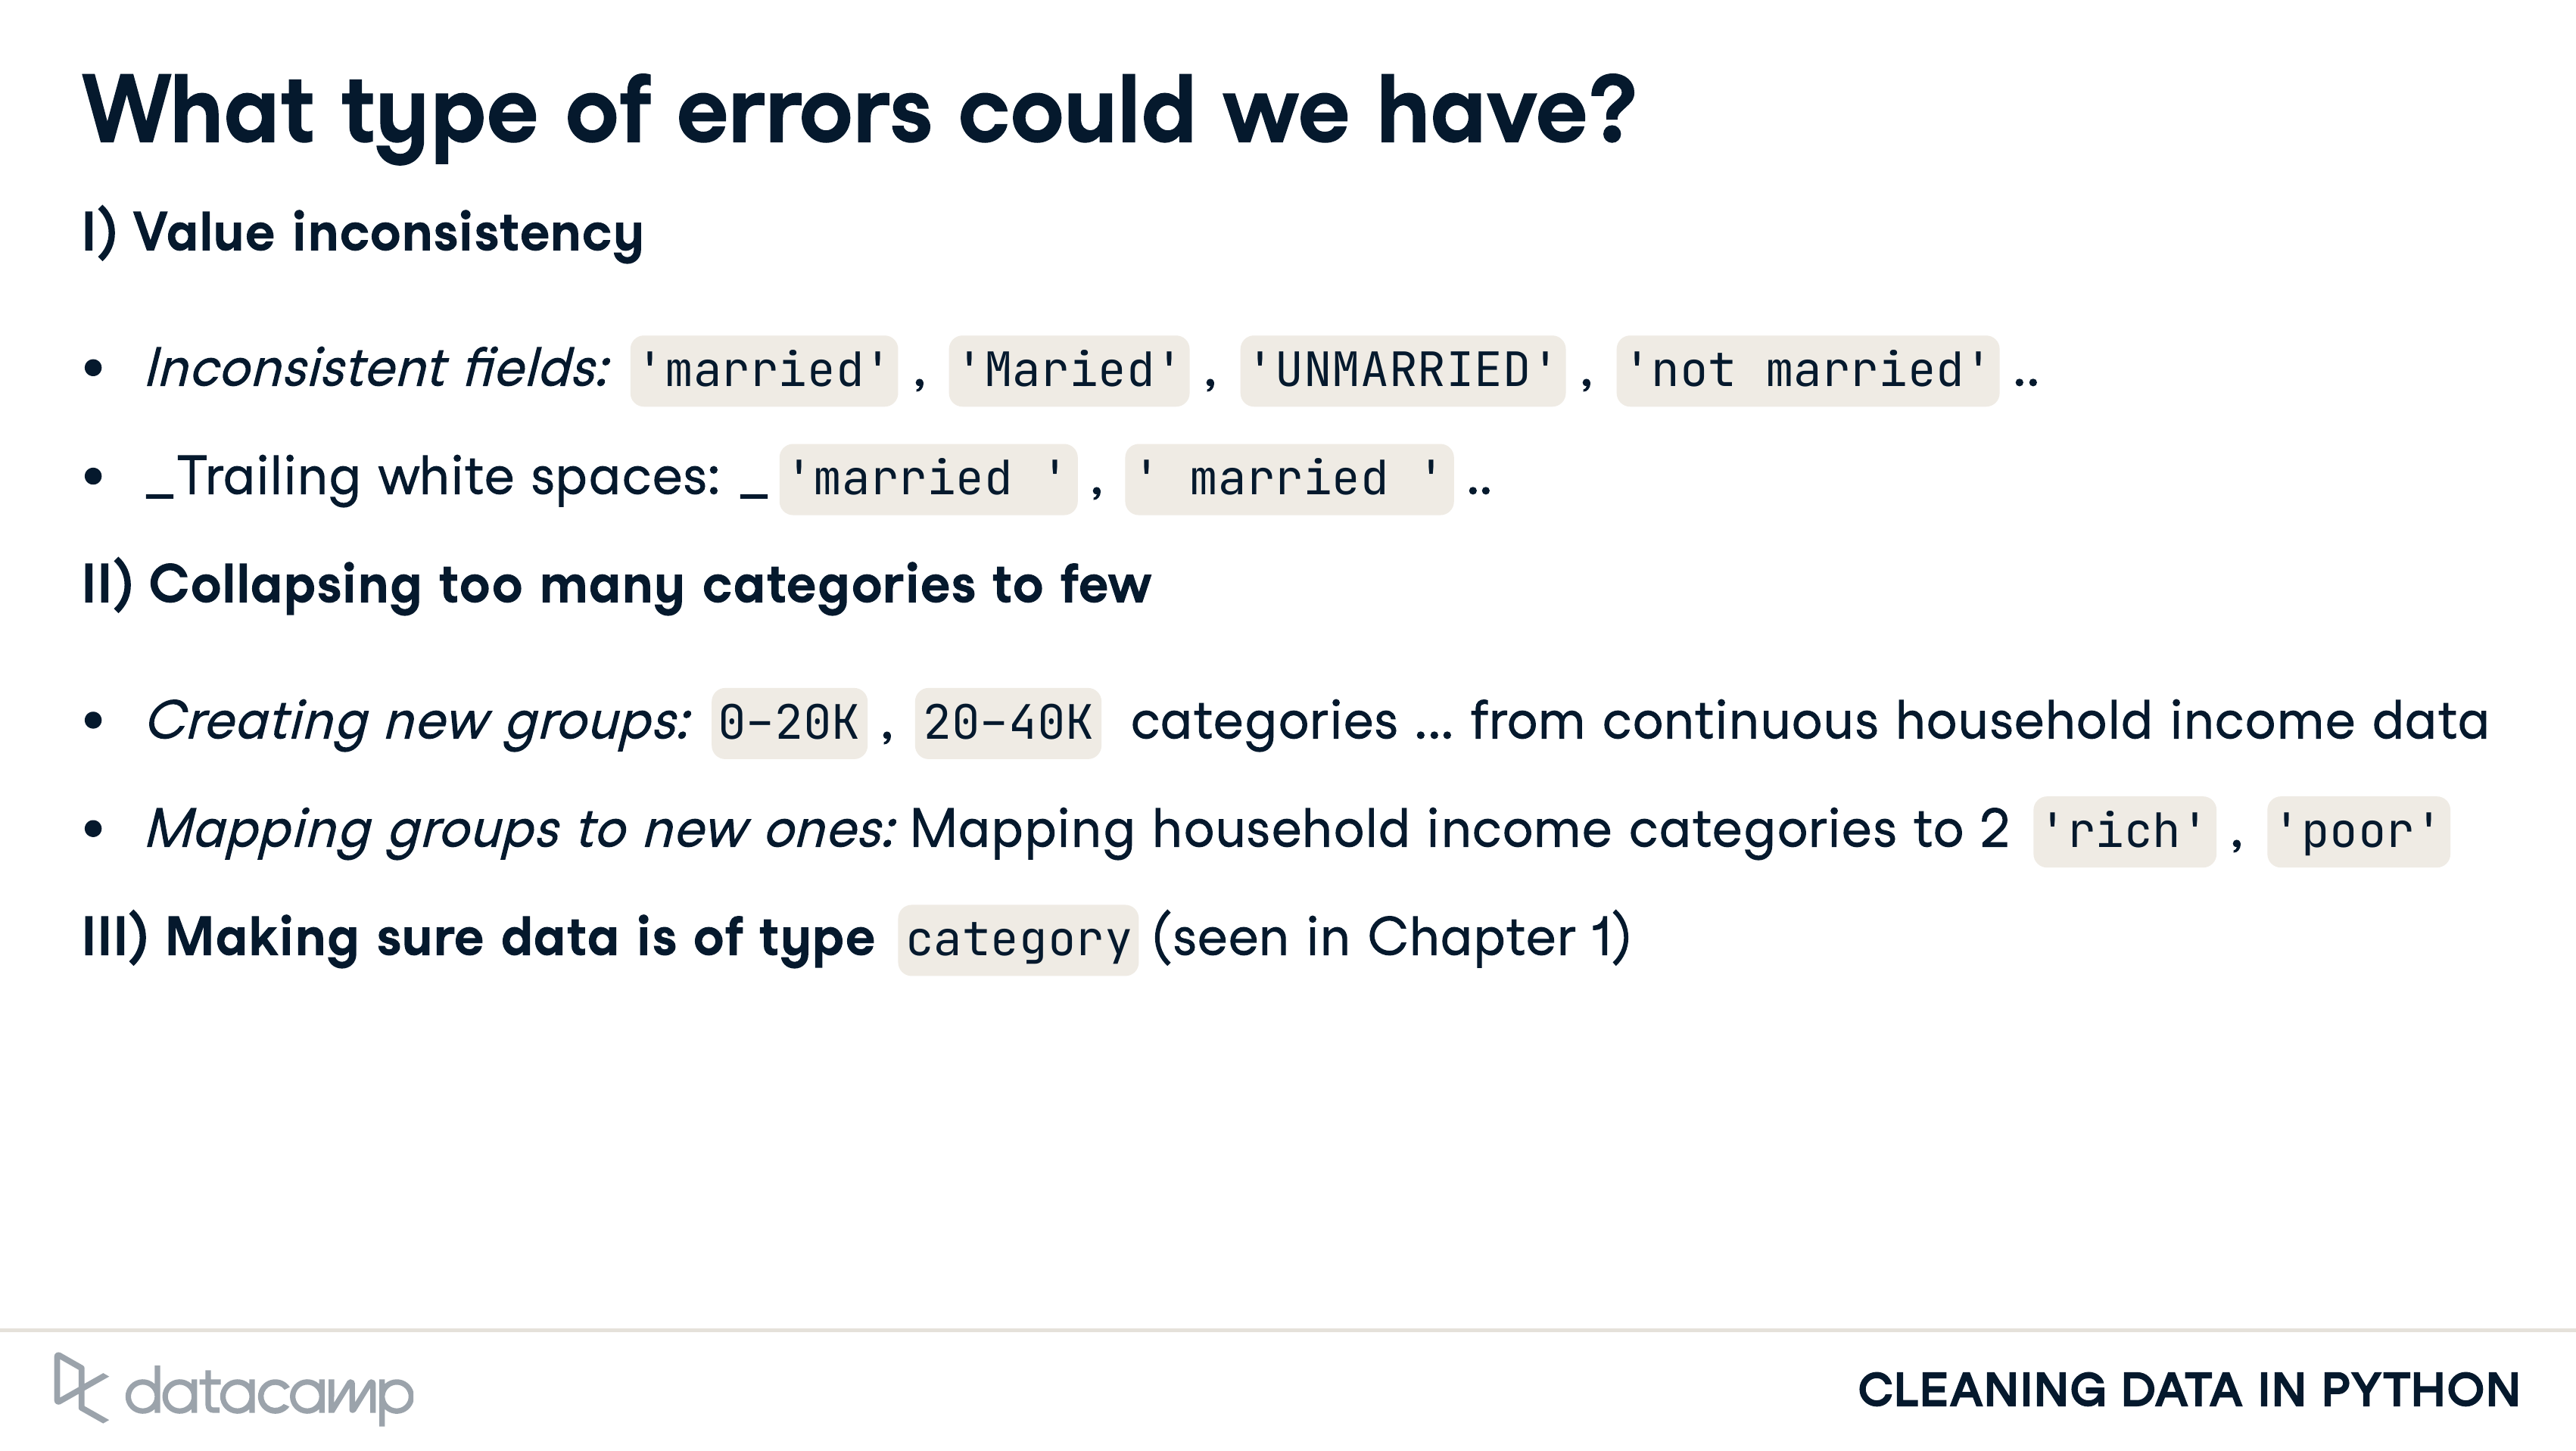 What type of errors could we have?
I) Value inconsistency
• Inconsistent fields: 'married' , 'Maried' , 'UNMARRIED' , 'not married' ..
• _Trailing white spaces: _ 'married ' , ' married ' ..
II) Collapsing too many categories to few
• Creating new groups: 0-20K , 20-40K categories ... from continuous household income data
• Mapping groups to new ones: Mapping household income categories to 2 'rich' , 'poor'
III) Making sure data is of type category (seen in Chapter 1)
datacamp
CLEANING DATA IN PYTHON